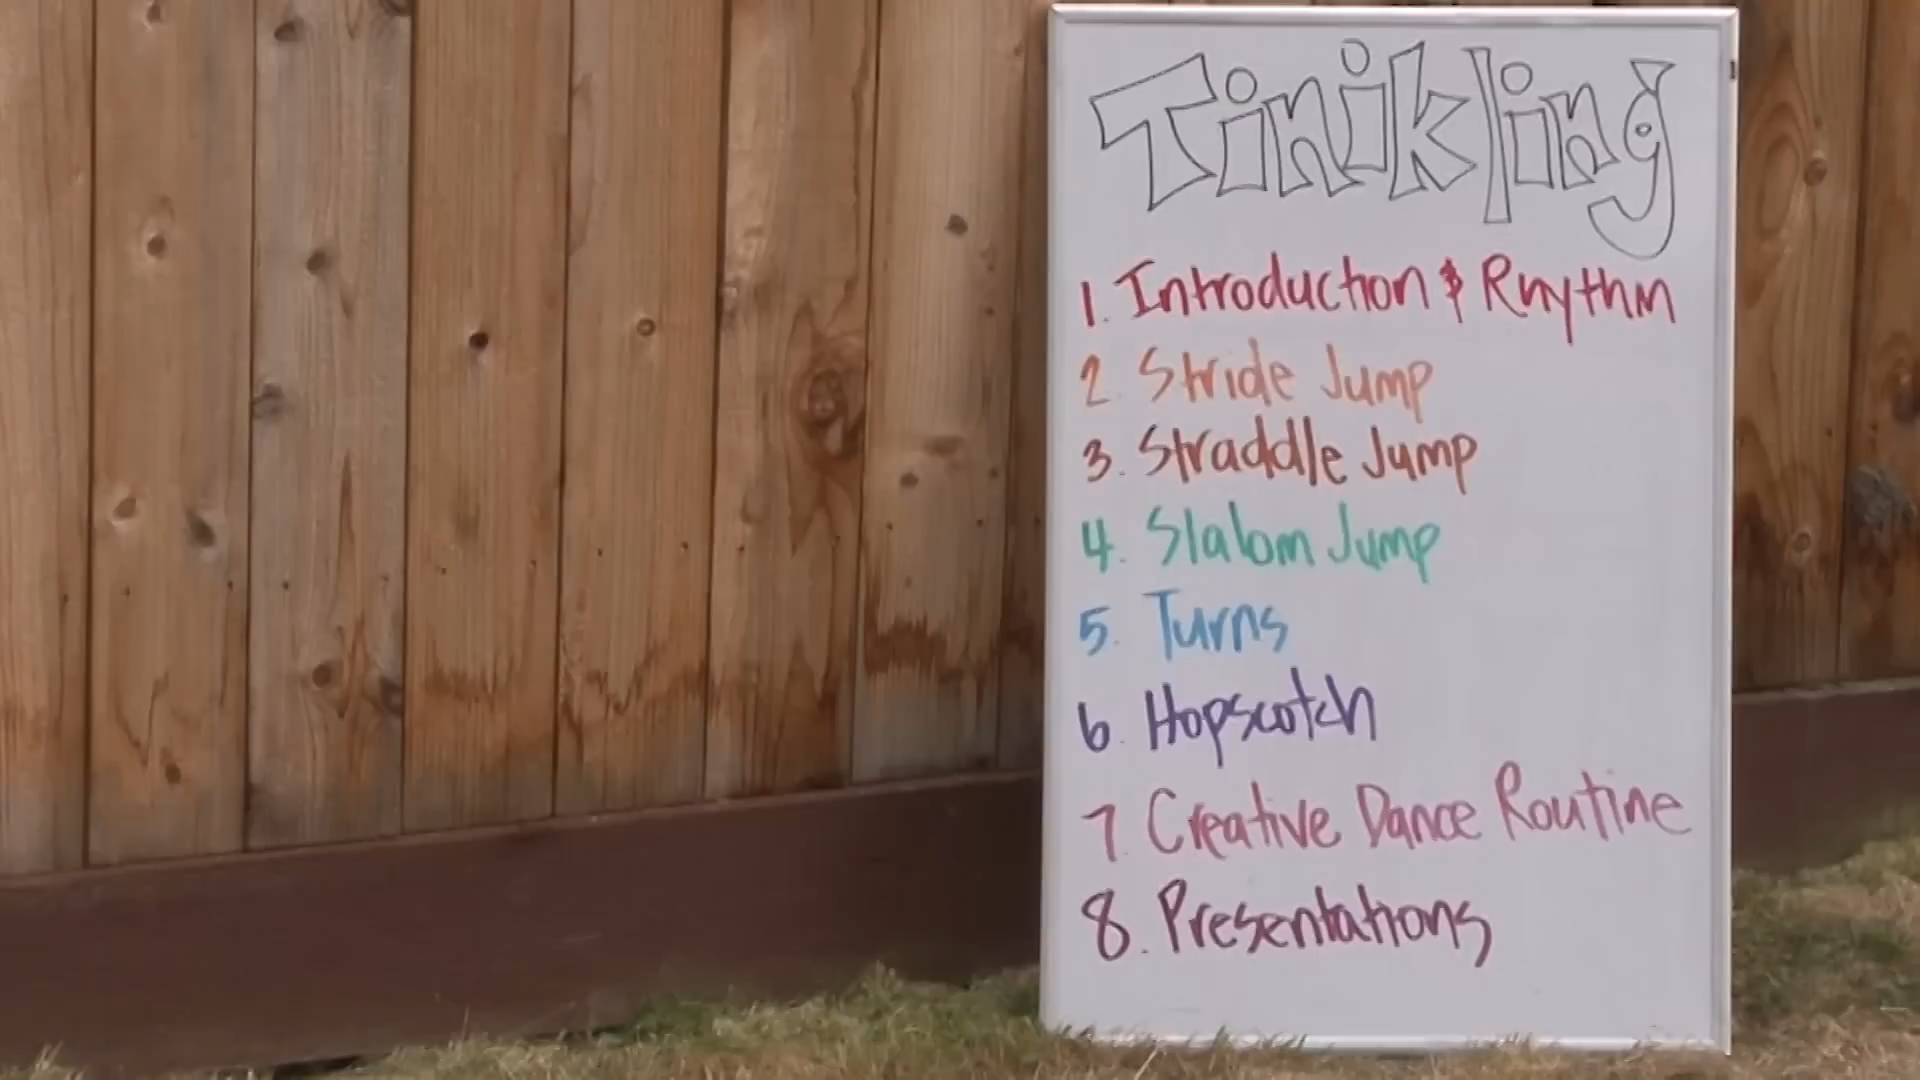 Tinikling
1. Introduction & Rhythm
2. Stride Jump
3. Straddle Jump
4. Slalom Jump
5. Turns
6. Hopscotch
7. Creative Dance Routine
8. Presentations